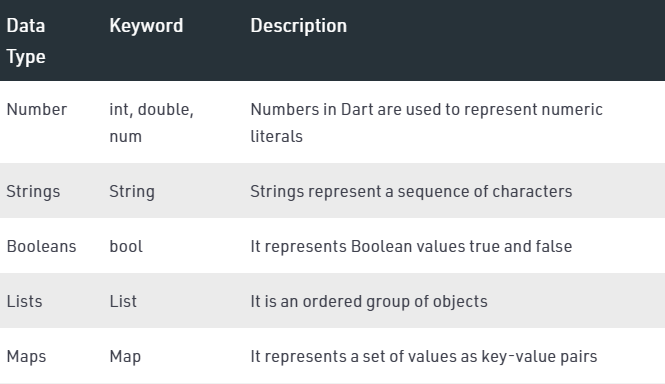 Data Type Keyword Description
Number int, double, num Numbers in Dart are used to represent numeric literals
Strings String Strings represent a sequence of characters
Booleans bool It represents Boolean values true and false
Lists List It is an ordered group of objects
Maps Map It represents a set of values as key-value pairs